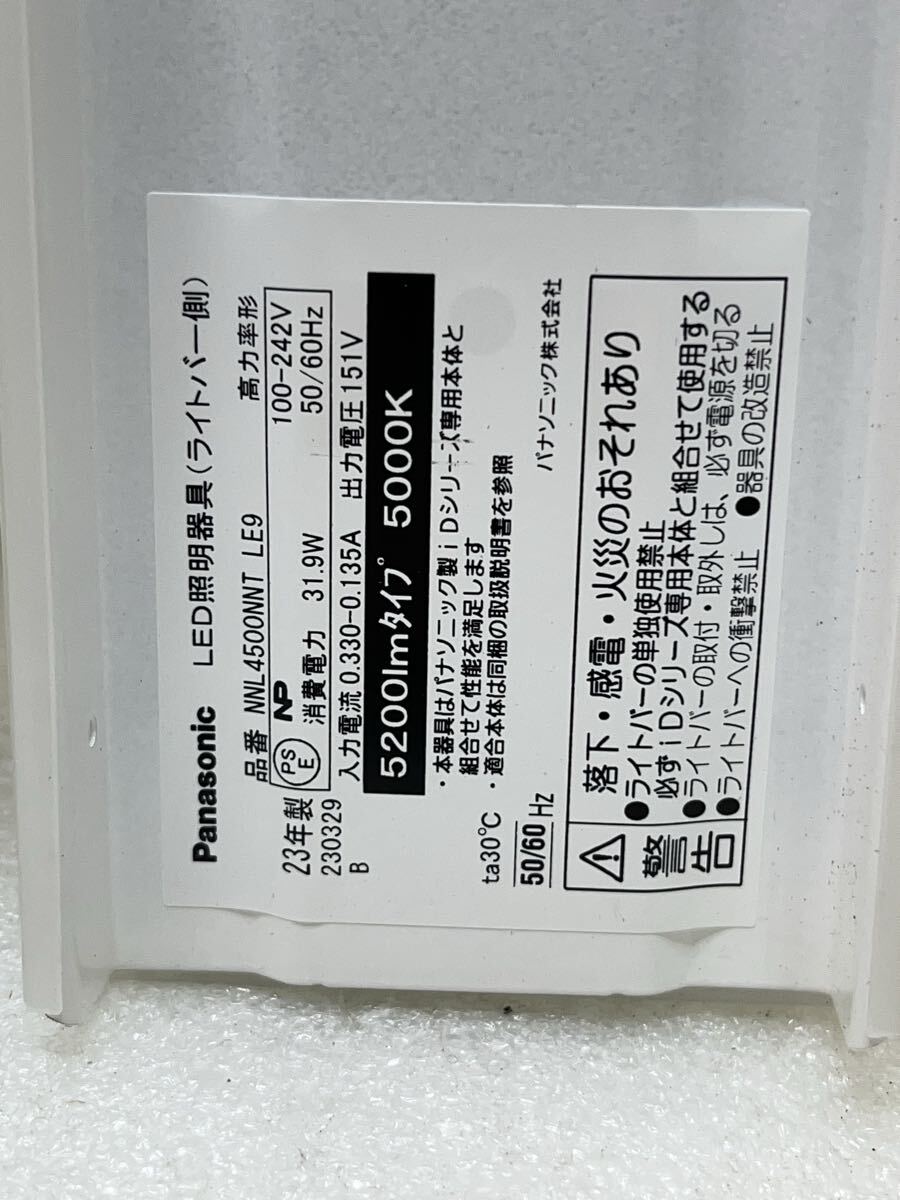 Panasonic LED照明器具(ライトバー側)
品番 NNL4500NNT LE9 高力率形
PS E NP 100-242V
消費電力 31.9W 50/60Hz
入力電流 0.330-0.135A 出力電圧 151V
23年製
230329
B
5200lmタイプ 5000K
・本器具はパナソニック製iDシリーズ専用本体と
組合せて性能を満足します
・適合本体は同梱の取扱説明書を参照
ta30℃
50/60Hz
パナソニック株式会社
警告
落下・感電・火災のおそれあり
●ライトバーの単独使用禁止
必ずiDシリーズ専用本体と組合せて使用する
●ライトバーの取付・取外しは、必ず電源を切る
●ライトバーへの衝撃禁止 ●器具の改造禁止